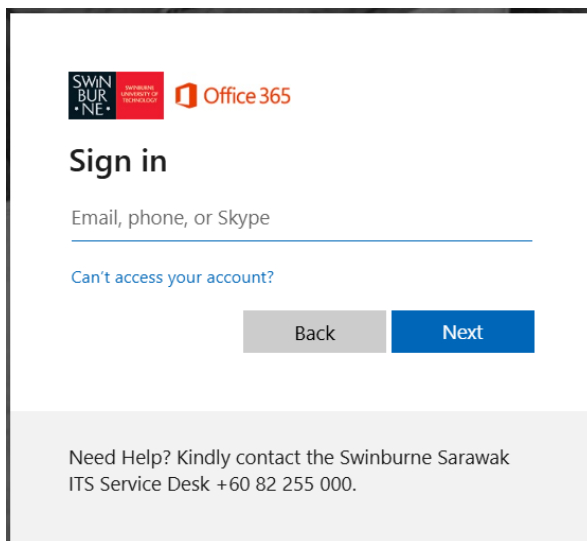 SWIN
BUR
•NE•
SWINBURNE
UNIVERSITY OF
TECHNOLOGY
Office 365
Sign in
Email, phone, or Skype
Can't access your account?
Back
Next
Need Help? Kindly contact the Swinburne Sarawak
ITS Service Desk +60 82 255 000.